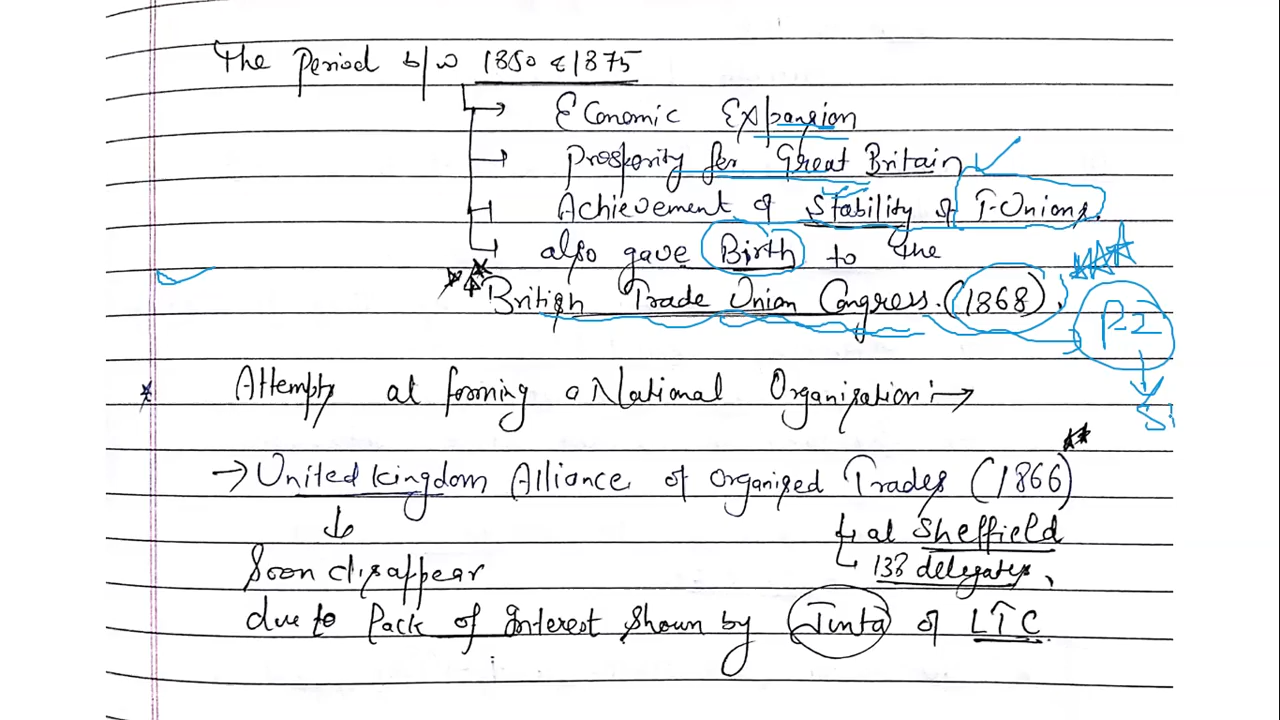 The Period b/w 1850 & 1875
→ Economic Expansion
→ Prosperity for Great Britain
Achievement of Stability of T-Unions.
also gave Birth to the
British Trade Union Congress. (1868).
P-I
Si
Attempts at forming a National Organization :→
→ United kingdom Alliance of Organized Trades (1866)
↓ at Sheffield
138 delegates.
Soon disappear
due to lack of Interest shown by Junta of LTC